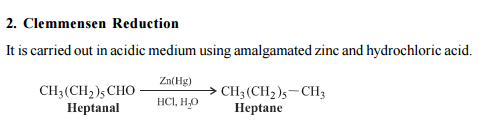 2. Clemmensen Reduction
It is carried out in acidic medium using amalgamated zinc and hydrochloric acid.
CH₃(CH₂)₅CHO —Zn(Hg) / HCl, H₂O→ CH₃(CH₂)₅−CH₃
Heptanal Heptane